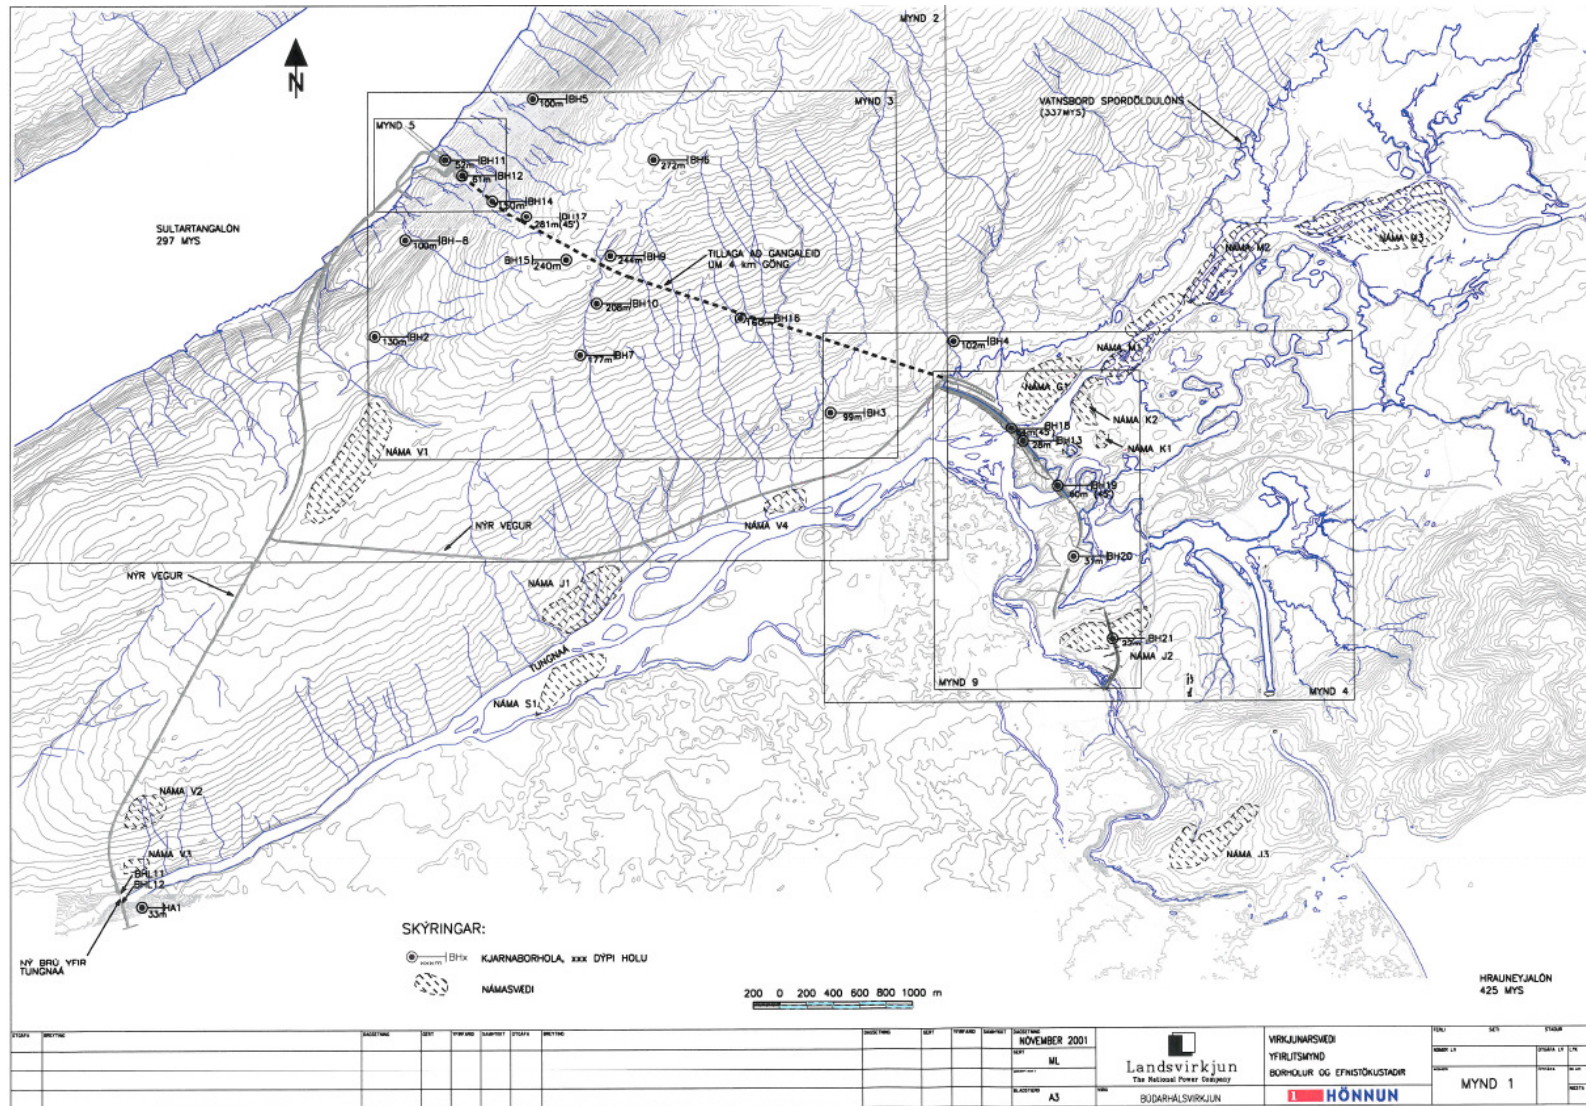 MYND 2
N
100m BH5
MYND 3
VATNSBORÐ SPORÐÖLDULÓNS
(337MYS)
MYND 5
52m BH11
61m BH12
272m BH6
150m BH14
BH17
281m(45°)
SULTARTANGALÓN
297 MYS
100m BH-8
BH15 240m
244m BH9
TILLAGA AÐ GANGALEIÐ
UM 4 km GÖNG
NÁMA M2
NÁMA M3
206m BH10
160m BH16
130m BH2
177m BH7
102m BH4
NÁMA M1
NÁMA G1
99m BH3
NÁMA K2
BH18
NÁMA V1
28m BH13
NÁMA K1
60m (45°) BH19
NÝR VEGUR
NÁMA V4
37m BH20
NÝR VEGUR
NÁMA J1
TUNGNAÁ
BH21
NÁMA J2
NÁMA S1
MYND 9
MYND 4
NÁMA V2
NÁMA V3
BHL11
BHL12
33m HA1
NÁMA J3
NÝ BRÚ YFIR
TUNGNAÁ
SKÝRINGAR:
xxxm BHx KJARNABORHOLA, xxx DÝPI HOLU
NÁMASVÆÐI
200 0 200 400 600 800 1000 m
HRAUNEYJALÓN
425 MYS
NOVEMBER 2001
ML
A3
Landsvirkjun
The National Power Company
BÚÐARHÁLSVIRKJUN
VIRKJUNARSVÆÐI
YFIRLITSMYND
BORHOLUR OG EFNISTÖKUSTAÐIR
HÖNNUN
MYND 1